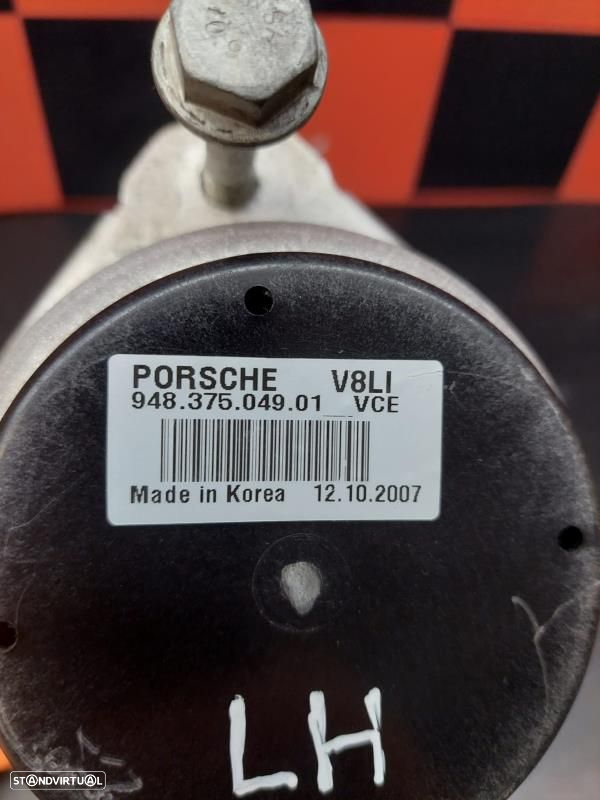 PORSCHE V8LI
948.375.049.01 VCE
Made in Korea 12.10.2007
LH
STANDVIRTUAL